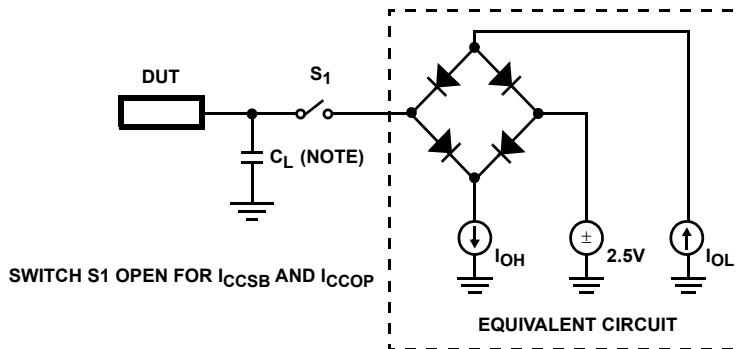 DUT
S1
CL (NOTE)
IOH
±
2.5V
IOL
SWITCH S1 OPEN FOR ICCSB AND ICCOP
EQUIVALENT CIRCUIT